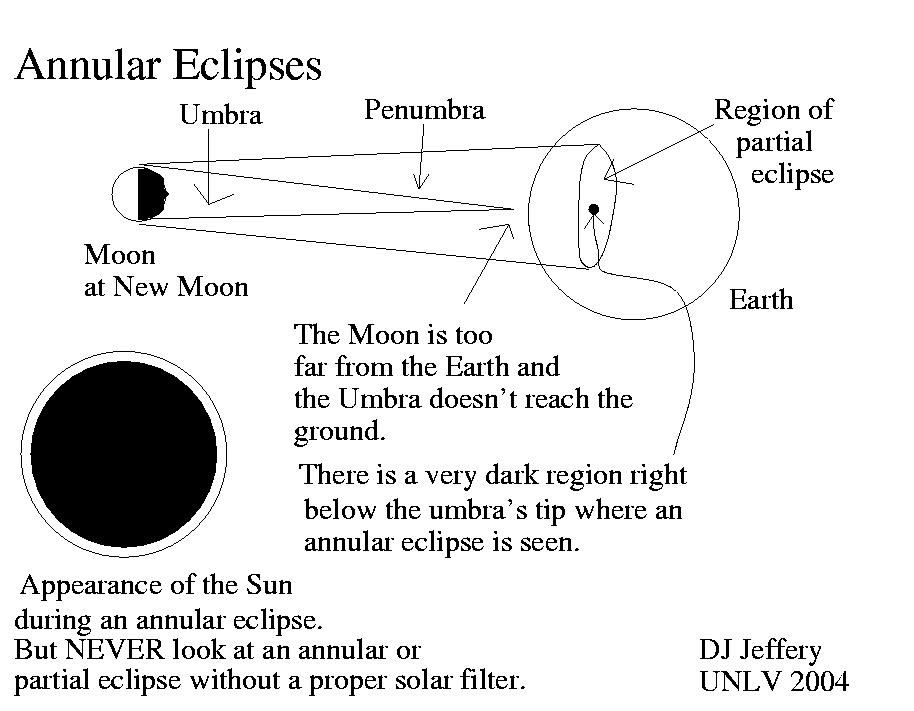 Annular Eclipses
Umbra
Penumbra
Region of
partial
eclipse
Moon
at New Moon
Earth
The Moon is too
far from the Earth and
the Umbra doesn't reach the
ground.
There is a very dark region right
below the umbra's tip where an
annular eclipse is seen.
Appearance of the Sun
during an annular eclipse.
But NEVER look at an annular or
partial eclipse without a proper solar filter.
DJ Jeffery
UNLV 2004